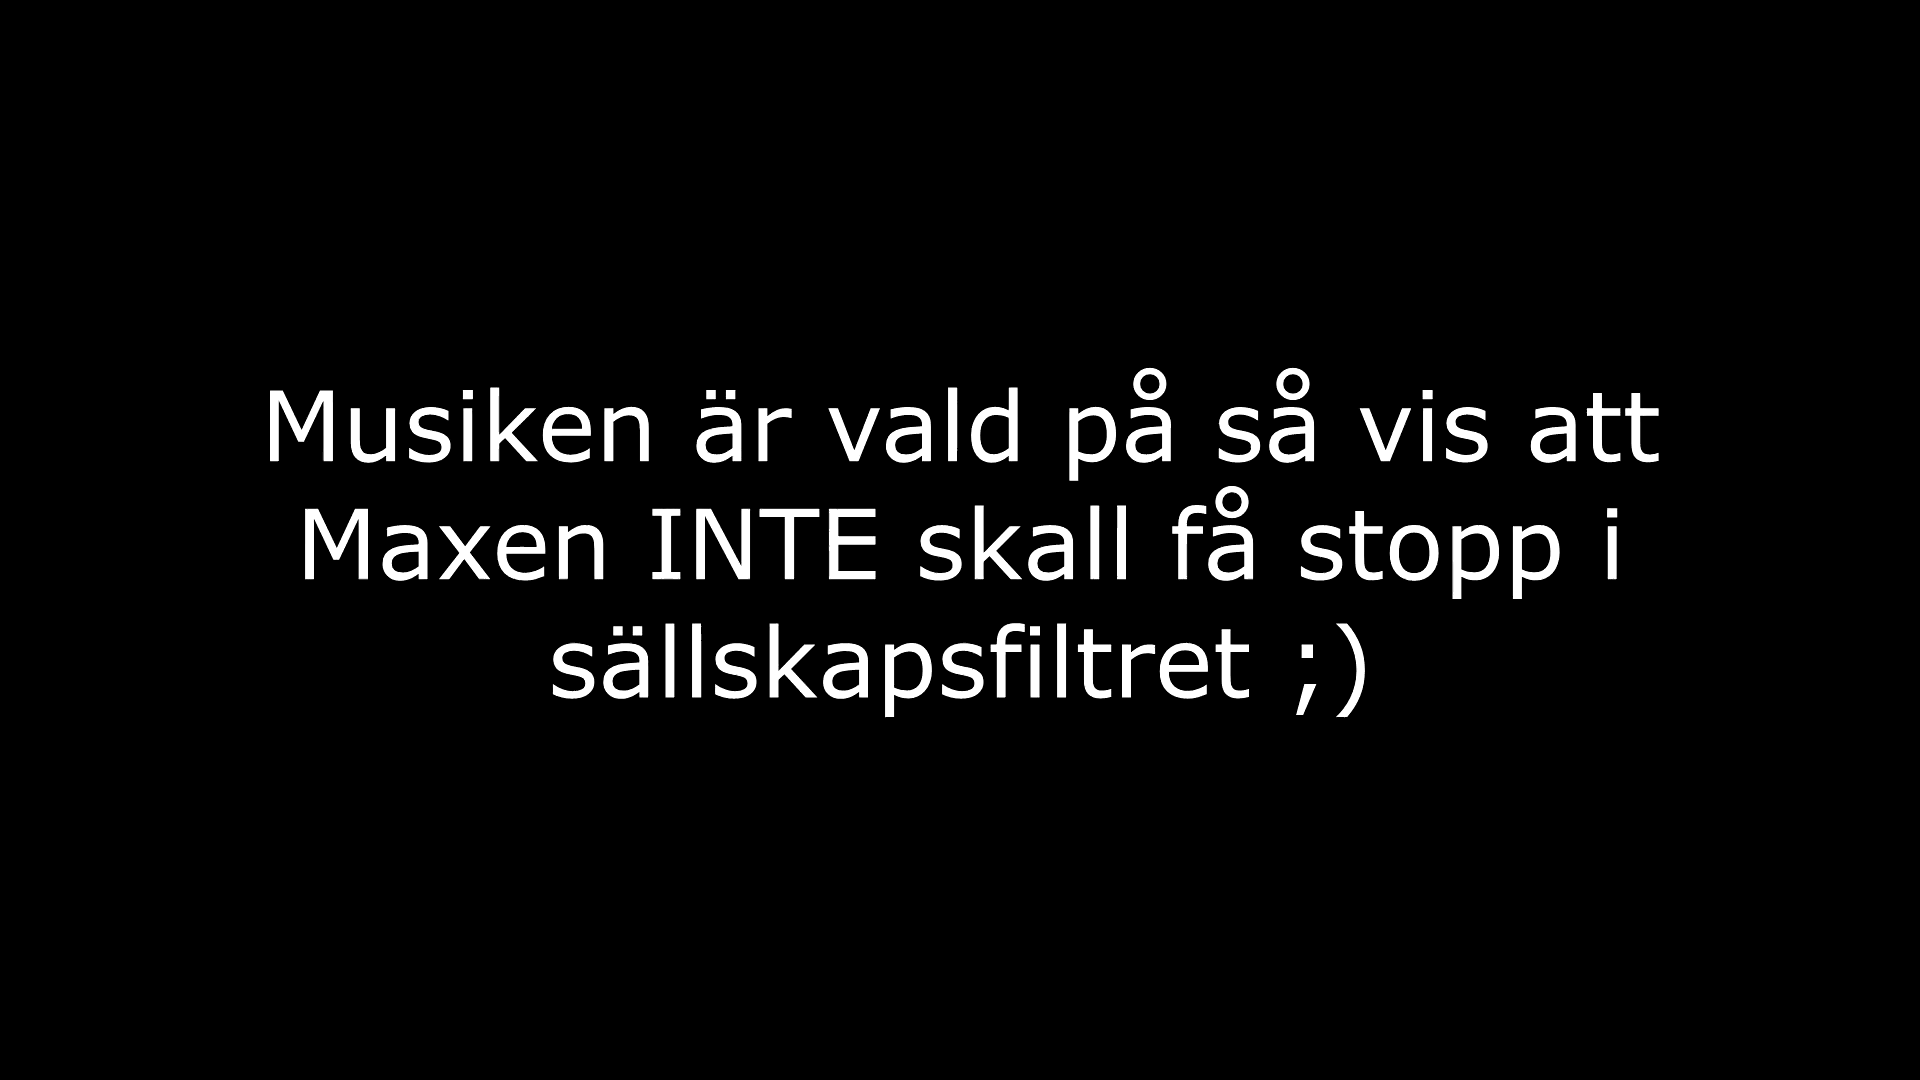 Musiken är vald på så vis att
Maxen INTE skall få stopp i
sällskapsfiltret ;)